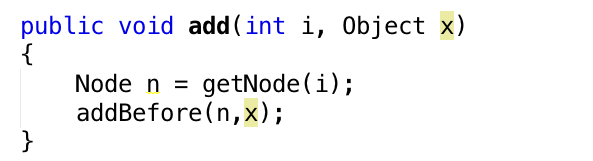 public void add(int i, Object x)
{
    Node n = getNode(i);
    addBefore(n,x);
}